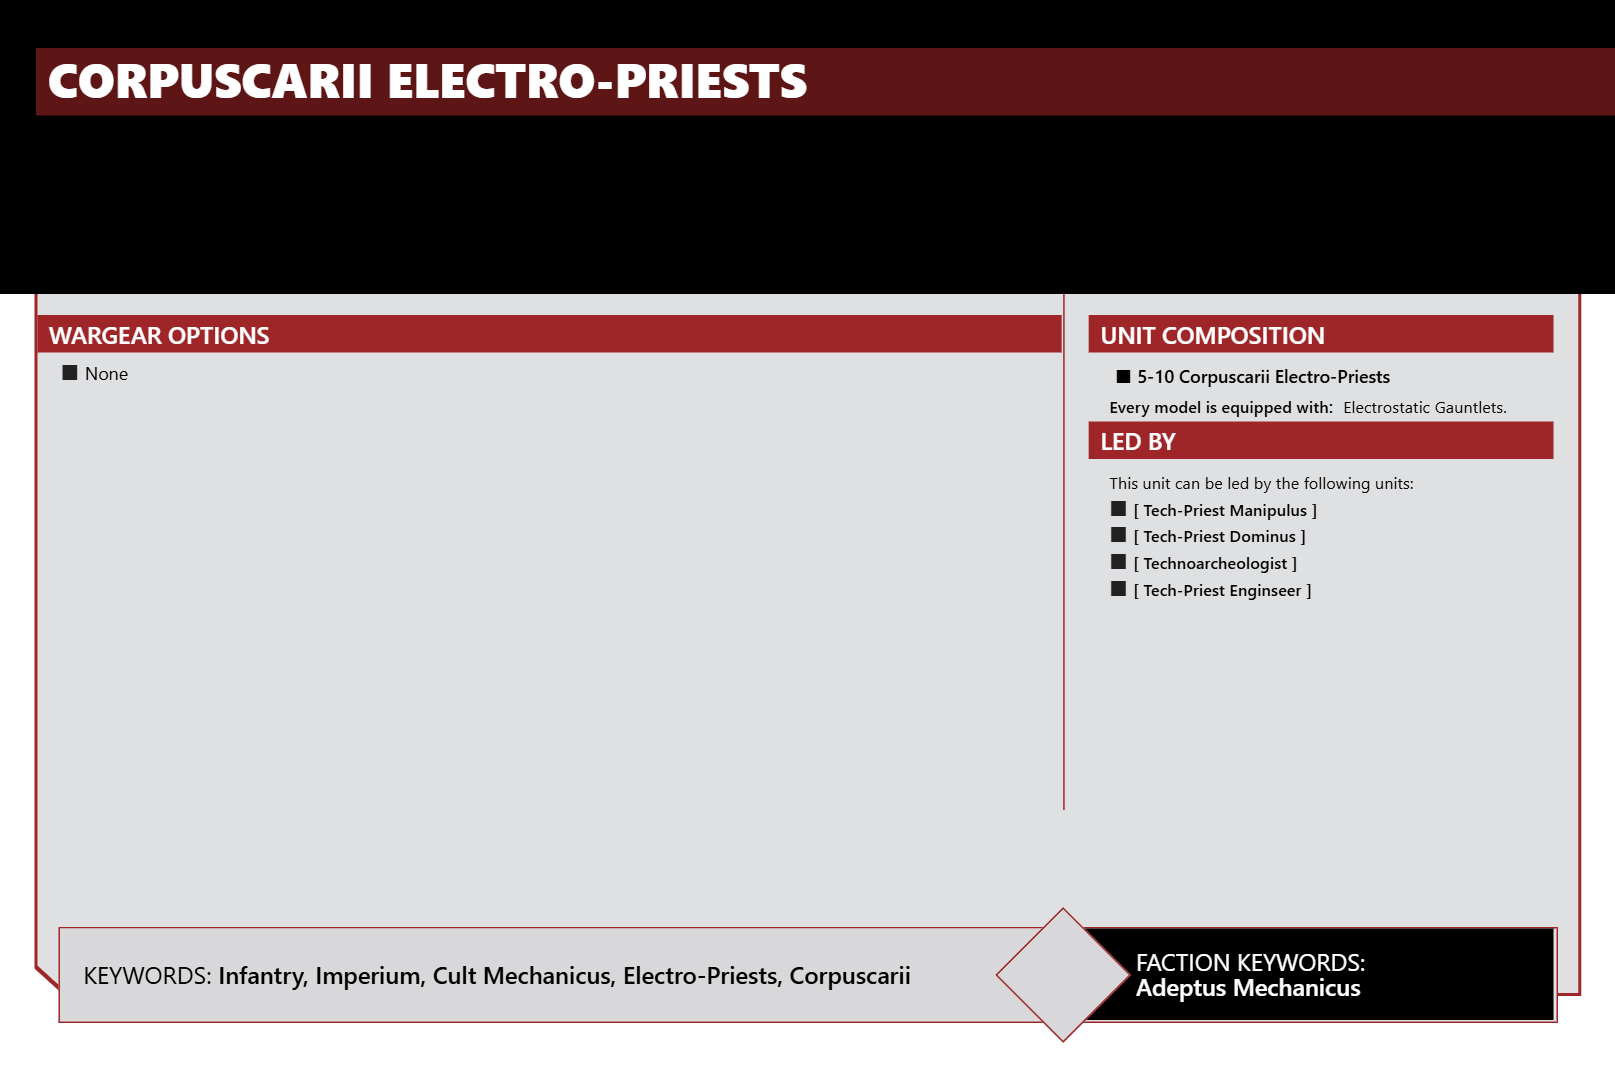 CORPUSCARII ELECTRO-PRIESTS
WARGEAR OPTIONS
None
UNIT COMPOSITION
5-10 Corpuscarii Electro-Priests
Every model is equipped with: Electrostatic Gauntlets.
LED BY
This unit can be led by the following units:
[ Tech-Priest Manipulus ]
[ Tech-Priest Dominus ]
[ Technoarcheologist ]
[ Tech-Priest Enginseer ]
KEYWORDS: Infantry, Imperium, Cult Mechanicus, Electro-Priests, Corpuscarii
FACTION KEYWORDS:
Adeptus Mechanicus